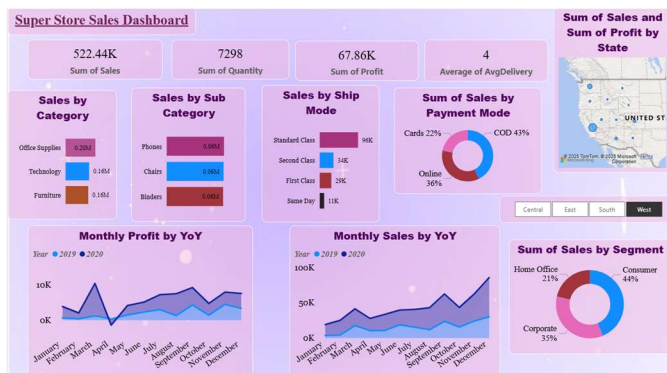 Super Store Sales Dashboard
522.44K
Sum of Sales
7298
Sum of Quantity
67.86K
Sum of Profit
4
Average of AvgDelivery
Sum of Sales and
Sum of Profit by
State
UNITED ST
© 2025 TomTom, © 2025 Microsoft
Corporation
Terms
Microsoft Bing
Sales by
Category
Office Supplies
0.20M
Technology
0.16M
Furniture
0.16M
Sales by Sub
Category
Phones
0.06M
Chairs
0.06M
Binders
0.06M
Sales by Ship
Mode
Standard Class
96K
Second Class
34K
First Class
29K
Same Day
11K
Sum of Sales by
Payment Mode
Cards 22%
COD 43%
Online
36%
Central
East
South
West
Monthly Profit by YoY
Year 2019 2020
10K
0K
January
February
March
April
May
June
July
August
September
October
November
December
Monthly Sales by YoY
Year 2019 2020
100K
50K
0K
January
February
March
April
May
June
July
August
September
October
November
December
Sum of Sales by Segment
Home Office
21%
Consumer
44%
Corporate
35%